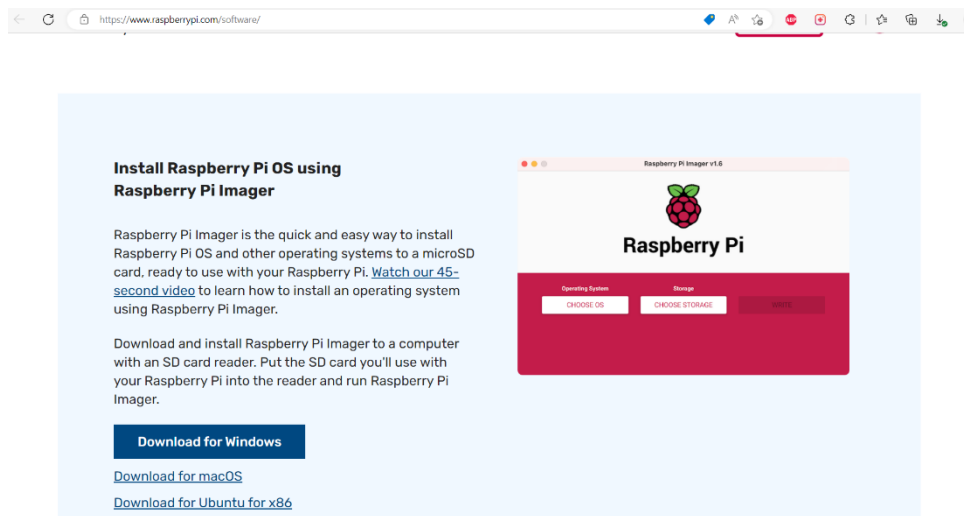 https://www.raspberrypi.com/software/
Install Raspberry Pi OS using
Raspberry Pi Imager
Raspberry Pi Imager is the quick and easy way to install
Raspberry Pi OS and other operating systems to a microSD
card, ready to use with your Raspberry Pi. Watch our 45-
second video to learn how to install an operating system
using Raspberry Pi Imager.
Download and install Raspberry Pi Imager to a computer
with an SD card reader. Put the SD card you'll use with
your Raspberry Pi into the reader and run Raspberry Pi
Imager.
Download for Windows
Download for macOS
Download for Ubuntu for x86
Raspberry Pi Imager v1.6
Raspberry Pi
Operating System
Storage
CHOOSE OS
CHOOSE STORAGE
WRITE
ABP